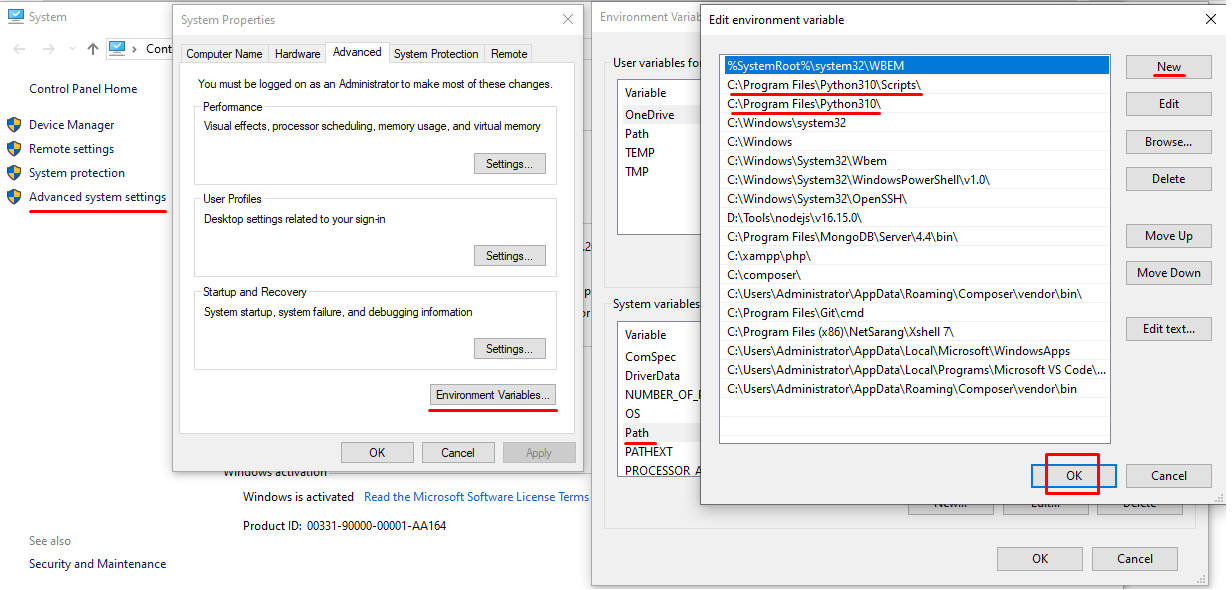 System
Cont
Control Panel Home
Device Manager
Remote settings
System protection
Advanced system settings
See also
Security and Maintenance
System Properties
Computer Name
Hardware
Advanced
System Protection
Remote
You must be logged on as an Administrator to make most of these changes.
Performance
Visual effects, processor scheduling, memory usage, and virtual memory
Settings...
User Profiles
Desktop settings related to your sign-in
Settings...
Startup and Recovery
System startup, system failure, and debugging information
Settings...
Environment Variables...
OK
Cancel
Apply
Windows activation
Windows is activated
Read the Microsoft Software License Terms
Product ID: 00331-90000-00001-AA164
Environment Variab
User variables fo
Variable
OneDrive
Path
TEMP
TMP
System variables
Variable
ComSpec
DriverData
NUMBER_OF_P
OS
Path
PATHEXT
PROCESSOR_A
New...
Edit...
Delete
OK
Cancel
Edit environment variable
%SystemRoot%\system32\WBEM
C:\Program Files\Python310\Scripts\
C:\Program Files\Python310\
C:\Windows\system32
C:\Windows
C:\Windows\System32\Wbem
C:\Windows\System32\WindowsPowerShell\v1.0\
C:\Windows\System32\OpenSSH\
D:\Tools\nodejs\v16.15.0\
C:\Program Files\MongoDB\Server\4.4\bin\
C:\xampp\php\
C:\composer\
C:\Users\Administrator\AppData\Roaming\Composer\vendor\bin\
C:\Program Files\Git\cmd
C:\Program Files (x86)\NetSarang\Xshell 7\
C:\Users\Administrator\AppData\Local\Microsoft\WindowsApps
C:\Users\Administrator\AppData\Local\Programs\Microsoft VS Code\...
C:\Users\Administrator\AppData\Roaming\Composer\vendor\bin
New
Edit
Browse...
Delete
Move Up
Move Down
Edit text...
OK
Cancel